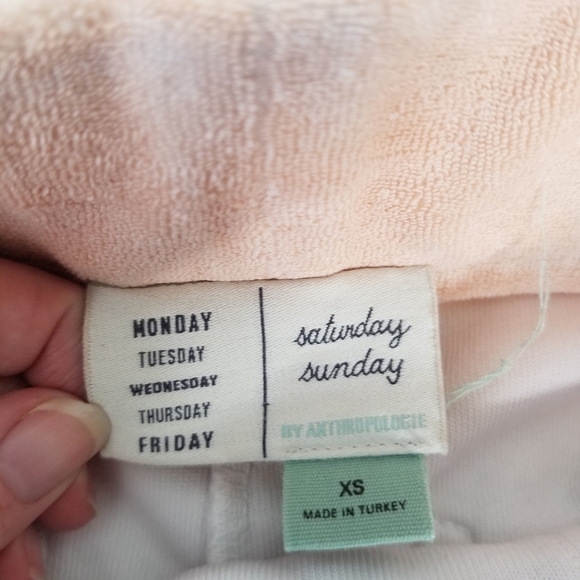 MONDAY
TUESDAY
WEDNESDAY
THURSDAY
FRIDAY
saturday
sunday
BY ANTHROPOLOGIE
XS
MADE IN TURKEY